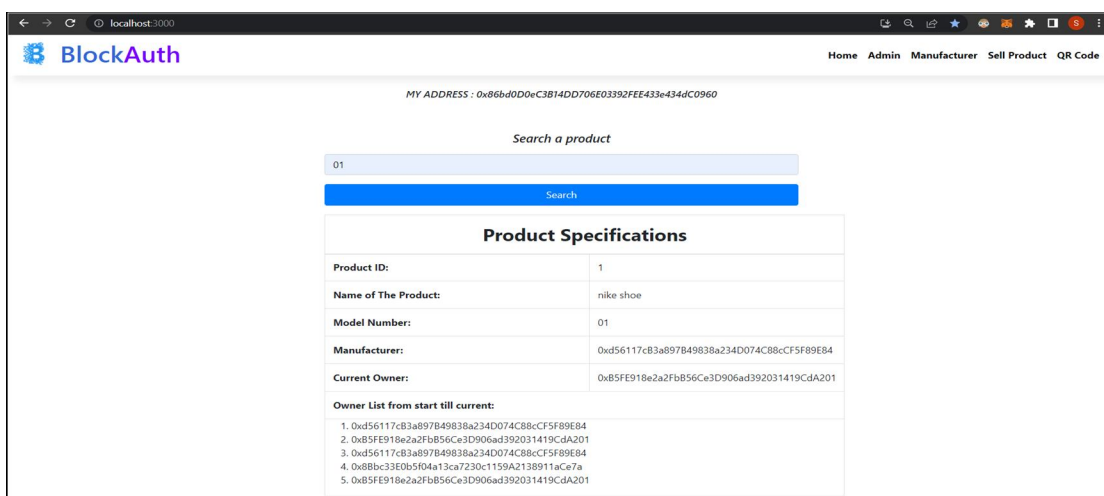 localhost:3000
S
BlockAuth
Home Admin Manufacturer Sell Product QR Code
MY ADDRESS : 0x86bd0D0eC3B14DD706E03392FEE433e434dC0960
Search a product
01
Search
Product Specifications
Product ID: 1
Name of The Product: nike shoe
Model Number: 01
Manufacturer: 0xd56117cB3a897B49838a234D074C88cCF5F89E84
Current Owner: 0xB5FE918e2a2FbB56Ce3D906ad392031419CdA201
Owner List from start till current:
1. 0xd56117cB3a897B49838a234D074C88cCF5F89E84
2. 0xB5FE918e2a2FbB56Ce3D906ad392031419CdA201
3. 0xd56117cB3a897B49838a234D074C88cCF5F89E84
4. 0x8Bbc33E0b5f04a13ca7230c1159A2138911aCe7a
5. 0xB5FE918e2a2FbB56Ce3D906ad392031419CdA201